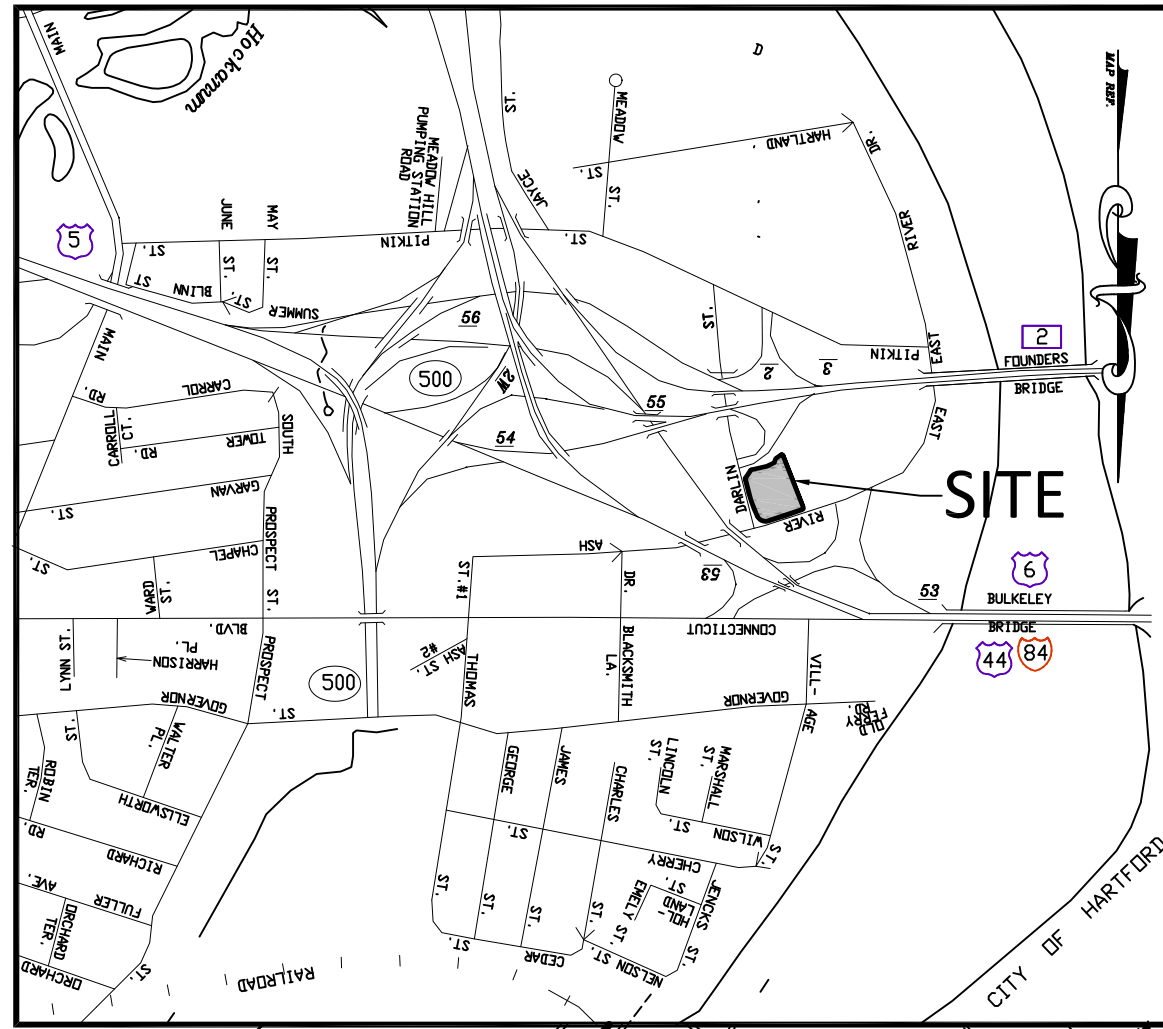 MAIN
Hockanum
D
MAP REF.
ST.
MEADOW
ST.
MEADOW HILL
PUMPING STATION
ROAD
JAYCE
ST.
HARTLAND
DR.
RIVER
EAST
5
JUNE
ST.
MAY
ST.
PITKIN
ST.
ST.
ST
BLINN
ST.
SUMMER
56
ST.
2
3
PITKIN
2
FOUNDERS
BRIDGE
MAIN
500
2W
55
54
EAST
CARROL
RD.
CARROLL
CT.
SOUTH
TOWER
RD.
GARVAN
ST.
DARLIN
SITE
RIVER
PROSPECT
ST.
CHAPEL
ST.
WARD
ST.
ASH
ST.#1
DR.
53
53
6
BULKELEY
BRIDGE
44
84
BLVD.
CONNECTICUT
LYNN ST.
HARRISON
PL.
PROSPECT
500
ASH ST.
#2
THOMAS
BLACKSMITH
LA.
VILL-
AGE
GOVERNOR
ST.
GOVERNOR
OLD
FERRY
RD.
ST.
WALTER
PL.
ROBIN
TER.
ELLSWORTH
RD.
RICHARD
AVE.
FULLER
ORCHARD
TER.
ORCHARD
ST.
GEORGE
JAMES
CHARLES
LINCOLN
ST.
MARSHALL
ST.
ST.
WILSON
ST.
ST.
CHERRY
ST.
HOL-
LAND
EMELY ST.
JENCKS
ST.
ST.
ST.
ST.
ST.
ST.
CEDAR
NELSON ST.
RAILROAD
CITY OF HARTFORD